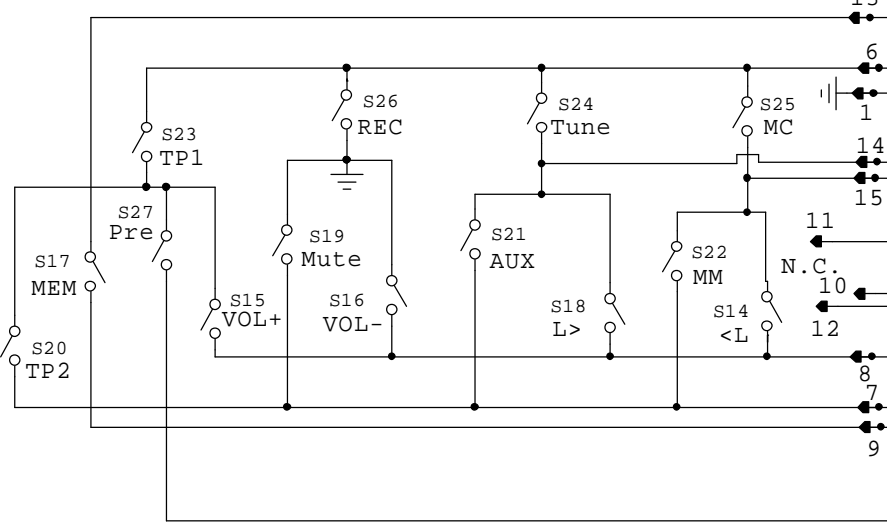 6
S26
REC
S24
Tune
S25
MC
1
S23
TP1
14
15
S27
Pre
S19
Mute
S21
AUX
S22
MM
11
N.C.
10
12
S17
MEM
S15
VOL+
S16
VOL-
S18
L>
S14
<L
S20
TP2
8
7
9